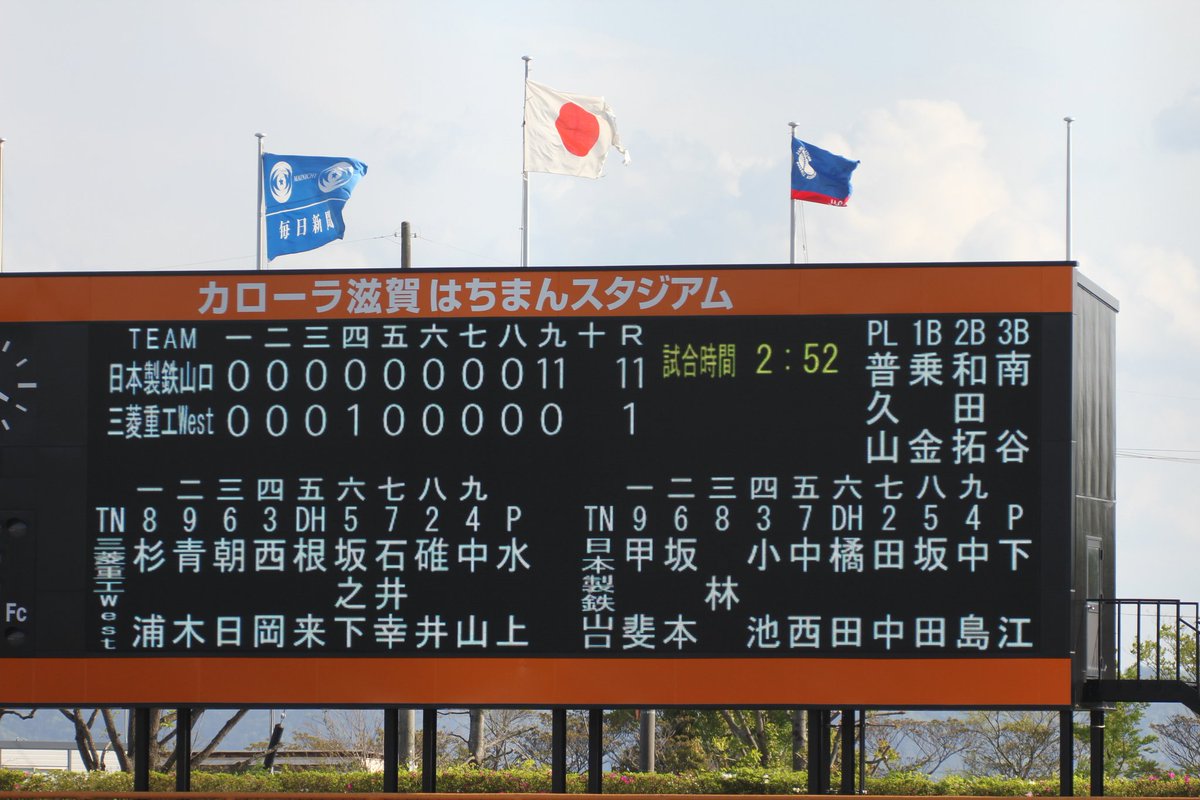 MAINICHI
毎日新聞
カローラ滋賀 はちまんスタジアム
TEAM 一 二 三 四 五 六 七 八 九 十 R
日本製鉄山口 0 0 0 0 0 0 0 0 11 11
三菱重工West 0 0 0 1 0 0 0 0 0 1
試合時間 2:52
PL 1B 2B 3B
普久山 乗金 和田拓 南谷
一 二 三 四 五 六 七 八 九
TN 8 9 6 3 DH 5 7 2 4 P
三菱重工West 杉浦 青木 朝日 西岡 根来 坂之下 石井幸 碓井 中山 水上
一 二 三 四 五 六 七 八 九
TN 9 6 8 3 7 DH 2 5 4 P
日本製鉄山口 甲斐 坂本 林 小池 中西 橘田 田中 坂田 中島 下江
Fc